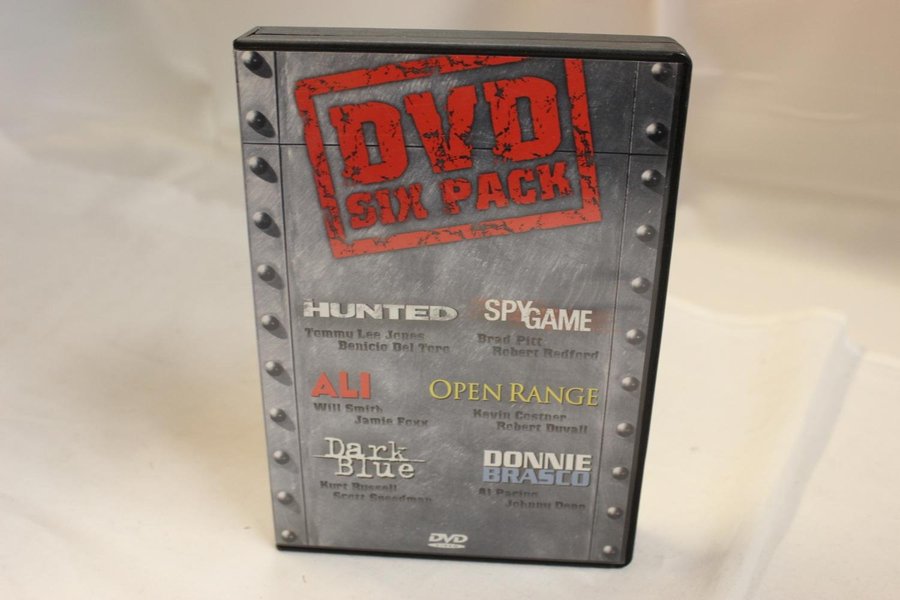 DVD
SIX PACK
THE HUNTED
Tommy Lee Jones
Benicio Del Toro
SPY GAME
Brad Pitt
Robert Redford
ALI
Will Smith
Jamie Foxx
OPEN RANGE
Kevin Costner
Robert Duvall
Dark
Blue
Kurt Russell
Scott Speedman
DONNIE
BRASCO
Al Pacino
Johnny Depp
DVD
VIDEO